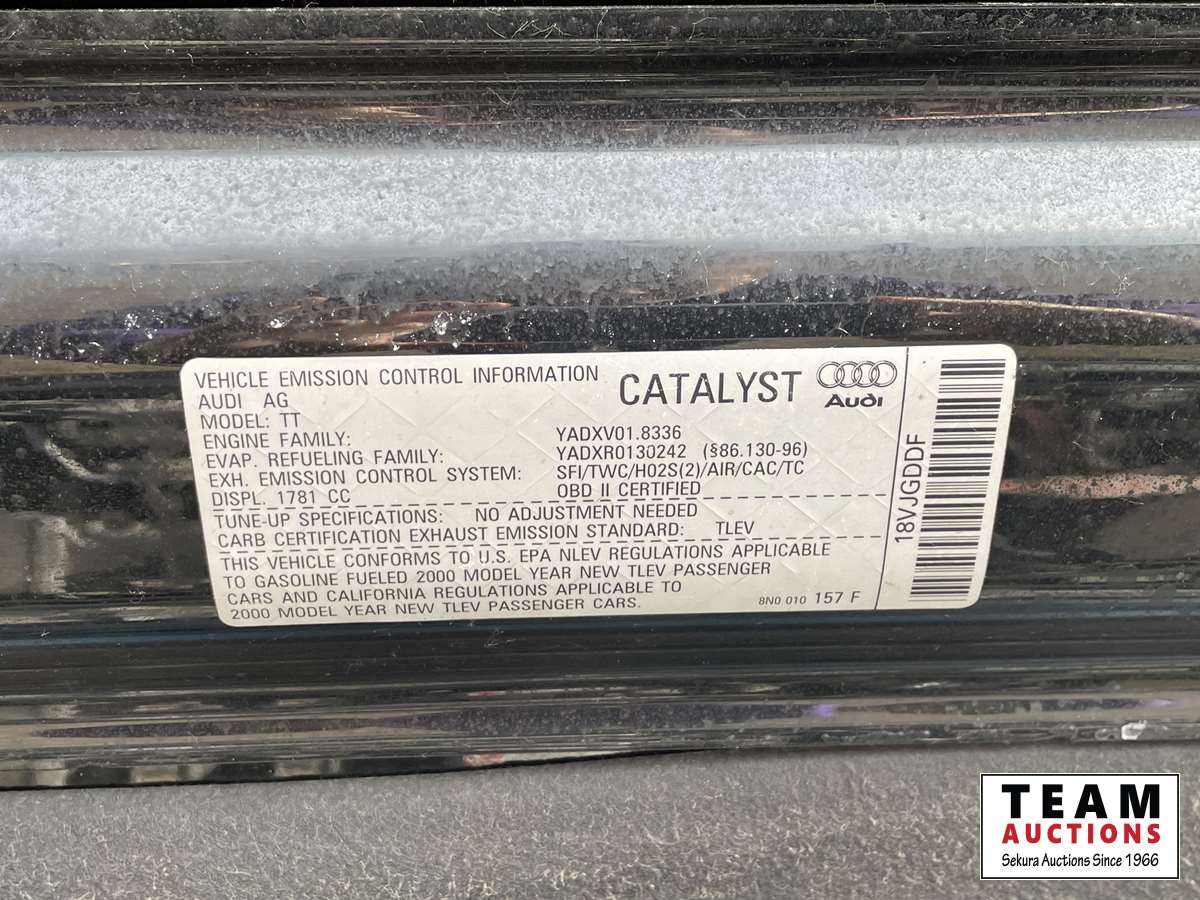 VEHICLE EMISSION CONTROL INFORMATION
CATALYST
Audi
AUDI AG
MODEL: TT
ENGINE FAMILY: YADXV01.8336
EVAP. REFUELING FAMILY: YADXR0130242 (§86.130-96)
EXH. EMISSION CONTROL SYSTEM: SFI/TWC/H02S(2)/AIR/CAC/TC
DISPL. 1781 CC OBD II CERTIFIED
TUNE-UP SPECIFICATIONS: NO ADJUSTMENT NEEDED
CARB CERTIFICATION EXHAUST EMISSION STANDARD: TLEV
THIS VEHICLE CONFORMS TO U.S. EPA NLEV REGULATIONS APPLICABLE
TO GASOLINE FUELED 2000 MODEL YEAR NEW TLEV PASSENGER
CARS AND CALIFORNIA REGULATIONS APPLICABLE TO
2000 MODEL YEAR NEW TLEV PASSENGER CARS.
8N0 010 157 F
18VJGDDF
TEAM
AUCTIONS
Sekura Auctions Since 1966